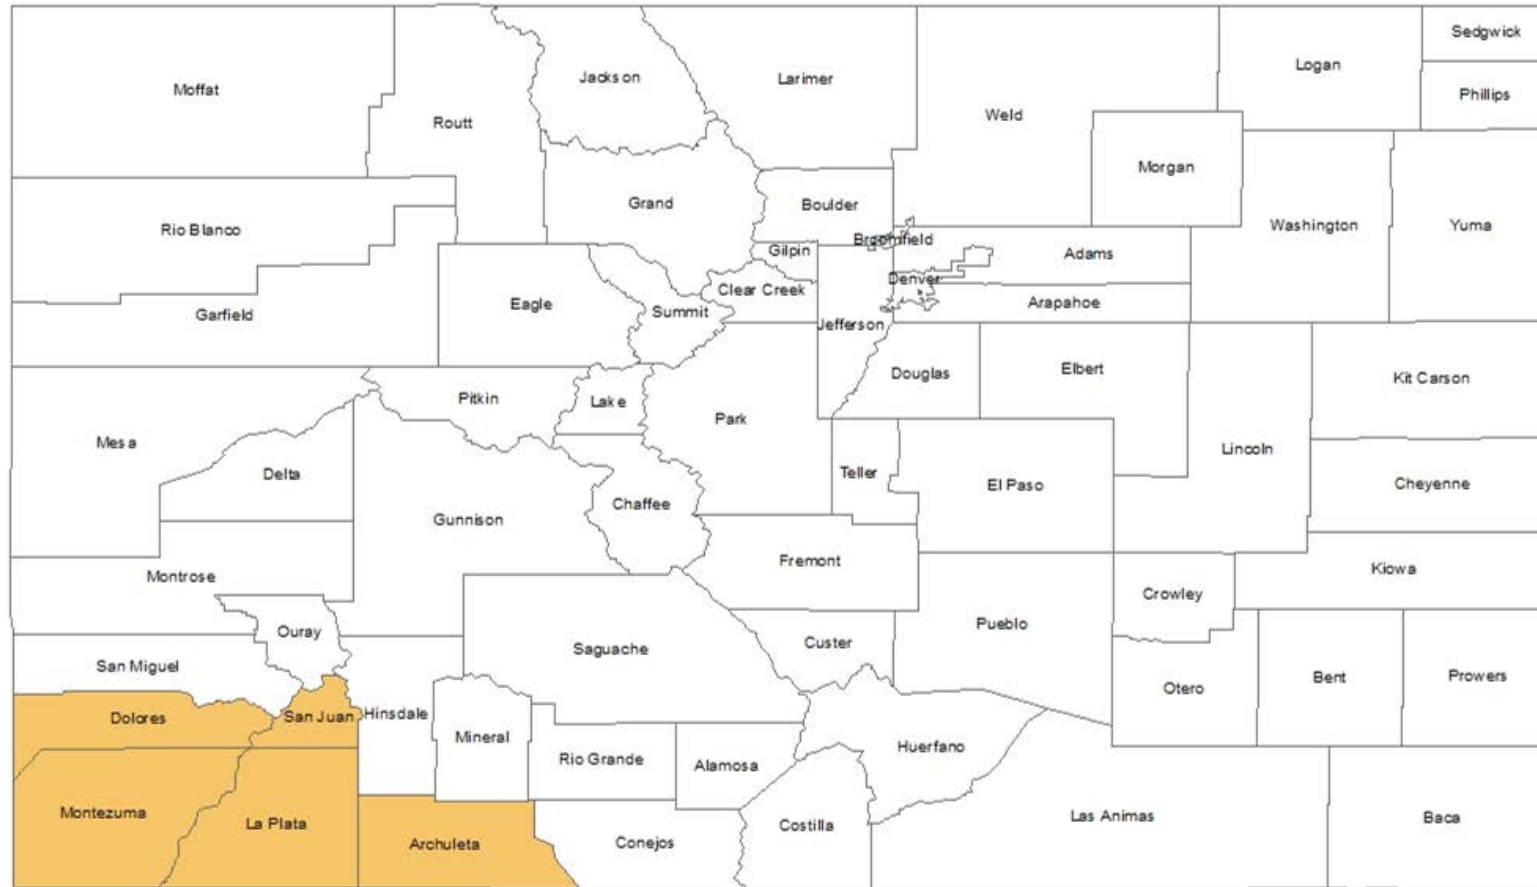 Sedgwick
Logan
Jackson
Larimer
Moffat
Phillips
Weld
Routt
Morgan
Grand
Boulder
Rio Blanco
Washington
Yuma
Broomfield
Gilpin
Adams
Denver
Clear Creek
Eagle
Arapahoe
Summit
Garfield
Jefferson
Elbert
Douglas
Kit Carson
Pitkin
Lake
Park
Mesa
Lincoln
Delta
Teller
El Paso
Cheyenne
Chaffee
Gunnison
Fremont
Kiowa
Montrose
Crowley
Pueblo
Ouray
Custer
Saguache
San Miguel
Bent
Prowers
Otero
Dolores
San Juan
Hinsdale
Mineral
Huerfano
Rio Grande
Alamosa
Montezuma
La Plata
Las Animas
Baca
Costilla
Archuleta
Conejos